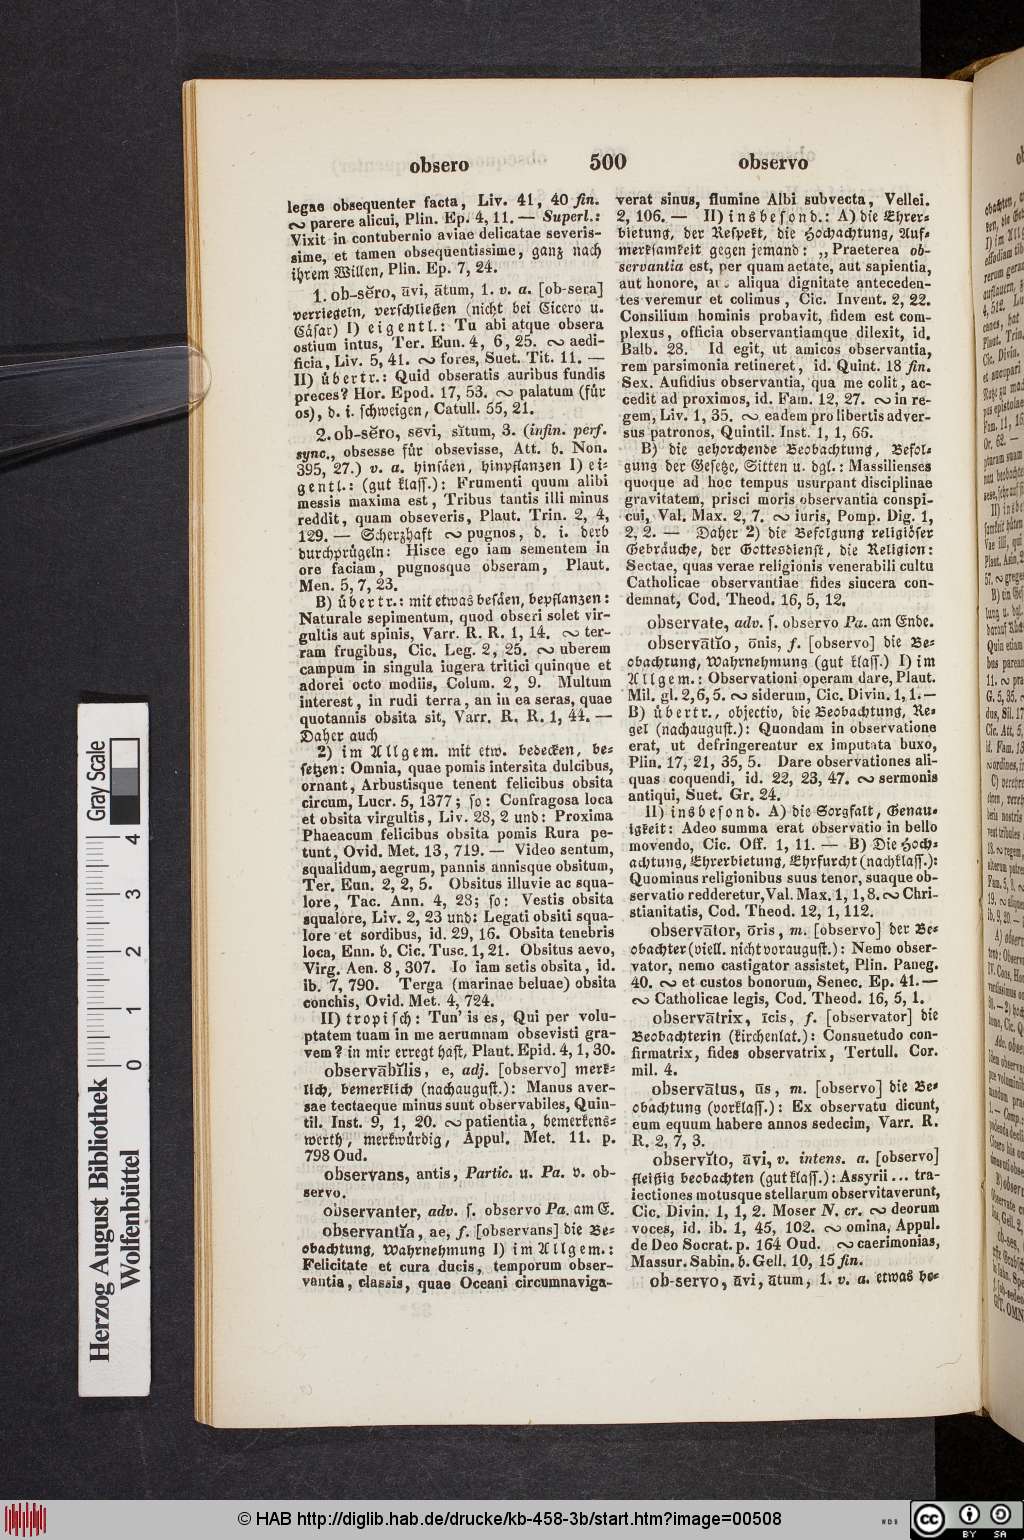 obsero 500 observo
legae obsequenter facta, Liv. 41, 40 fin.
∾ parere alicui, Plin. Ep. 4, 11. — Superl.:
Vixit in contubernio aviae delicatae severis-
sime, et tamen obsequentissime, ganz nach
ihrem Willen, Plin. Ep. 7, 24.
1. ob-sĕro, āvi, ātum, 1. v. a. [ob-sera]
verriegeln, verschließen (nicht bei Cicero u.
Cäsar) I) eigentl.: Tu abi atque obsera
ostium intus, Ter. Eun. 4, 6, 25. ∾ aedi-
ficia, Liv. 5, 41. ∾ fores, Suet. Tit. 11. —
II) übertr.: Quid obseratis auribus fundis
preces? Hor. Epod. 17, 53. ∾ palatum (für
os), d. i. schweigen, Catull. 55, 21.
2. ob-sĕro, sēvi, sĭtum, 3. (infin. perf.
sync., obsesse für obsevisse, Att. b. Non.
395, 27.) v. a. hinsäen, hinpflanzen I) ei-
gentl.: (gut klass.): Frumenti quum alibi
messis maxima est, Tribus tantis illi minus
reddit, quam obseveris, Plaut. Trin. 2, 4,
129. — Scherzhaft ∾ pugnos, d. i. derb
durchprügeln: Hisce ego iam sementem in
ore faciam, pugnosque obseram, Plaut.
Men. 5, 7, 23.
B) übertr.: mit etwas besäen, bepflanzen:
Naturale sepimentum, quod obseri solet vir-
gultis aut spinis, Varr. R. R. 1, 14. ∾ ter-
ram frugibus, Cic. Leg. 2, 25. ∾ uberem
campum in singula iugera tritici quinque et
adorei octo modiis, Colum. 2, 9. Multum
interest, in rudi terra, an in ea seras, quae
quotannis obsita sit, Varr. R. R. 1, 44. —
Daher auch
2) im Allgem. mit etw. bedecken, be-
setzen: Omnia, quae pomis intersita dulcibus,
ornant, Arbustisque tenent felicibus obsita
circum, Lucr. 5, 1377; so: Confragosa loca
et obsita virgultis, Liv. 28, 2 und: Proxima
Phaeacum felicibus obsita pomis Rura pe-
tunt, Ovid. Met. 13, 719. — Video sentum,
squalidum, aegrum, pannis annisque obsitum,
Ter. Eun. 2, 2, 5. Obsitus illuvie ac squa-
lore, Tac. Ann. 4, 28; so: Vestis obsita
squalore, Liv. 2, 23 und: Legati obsiti squa-
lore et sordibus, id. 29, 16. Obsita tenebris
loca, Enn. b. Cic. Tusc. 1, 21. Obsitus aevo,
Virg. Aen. 8, 307. Io iam setis obsita, id.
ib. 7, 790. Terga (marinae beluae) obsita
conchis, Ovid. Met. 4, 724.
II) tropisch: Tun' is es, Qui per volu-
ptatem tuam in me aerumnam obsevisti gra-
vem? in mir erregt hast, Plaut. Epid. 4, 1, 30.
observābĭlis, e, adj. [observo] merk-
lich, bemerklich (nachaugust.): Manus aver-
sae tectaeque minus sunt observabiles, Quin-
til. Inst. 9, 1, 20. ∾ patientia, bemerkens-
werth, merkwürdig, Appul. Met. 11. p.
798 Oud.
observans, antis, Partic. u. Pa. v. ob-
servo.
observanter, adv. s. observo Pa. am E.
observantĭa, ae, f. [observans] die Be-
obachtung, Wahrnehmung I) im Allgem.:
Felicitate et cura ducis, temporum obser-
vantia, classis, quae Oceani circumnaviga-
verat sinus, flumine Albi subvecta, Vellei.
2, 106. — II) insbesond.: A) die Ehrer-
bietung, der Respekt, die Hochachtung, Auf-
merksamkeit gegen jemand: „Praeterea ob-
servantia est, per quam aetate, aut sapientia,
aut honore, aliqua dignitate anteceden-
tes veremur et colimus, Cic. Invent. 2, 22.
Consilium hominis probavit, fidem est com-
plexus, officia observantiamque dilexit, id.
Balb. 28. Id egit, ut amicos observantia,
rem parsimonia retineret, id. Quint. 18 fin.
Sex. Aufidius observantia, qua me colit, ac-
cedit ad proximos, id. Fam. 12, 27. ∾ in re-
gem, Liv. 1, 35. ∾ eadem pro libertis adver-
sus patronos, Quintil. Inst. 1, 1, 66.
B) die gehorchende Beobachtung, Befol-
gung der Gesetze, Sitten u. dgl.: Massilienses
quoque ad hoc tempus usurpant disciplinae
gravitatem, prisci moris observantia conspi-
cui, Val. Max. 2, 7. ∾ iuris, Pomp. Dig. 1,
2, 2. — Daher 2) die Befolgung religiöser
Gebräuche, der Gottesdienst, die Religion:
Sectae, quas verae religionis venerabili cultu
Catholicae observantiae fides sincera con-
demnat, Cod. Theod. 16, 5, 12.
observate, adv. s. observo Pa. am Ende.
observātĭo, ōnis, f. [observo] die Be-
obachtung, Wahrnehmung (gut klass.) I) im
Allgem.: Observationi operam dare, Plaut.
Mil. gl. 2, 6, 5. ∾ siderum, Cic. Divin. 1, 1. —
B) übertr., objectiv, die Beobachtung, Re-
gel (nachaugust.): Quondam in observatione
erat, ut defringerentur ex imputata buxo,
Plin. 17, 21, 35, 5. Dare observationes ali-
quas coquendi, id. 22, 23, 47. ∾ sermonis
antiqui, Suet. Gr. 24.
II) insbesond. A) die Sorgfalt, Genau-
igkeit: Adeo summa erat observatio in bello
movendo, Cic. Off. 1, 11. — B) Die Hoch-
achtung, Ehrerbietung, Ehrfurcht (nachklass.):
Quominus religionibus suus tenor, suaque ob-
servatio redderetur, Val. Max. 1, 1, 8. ∾ Chri-
stianitatis, Cod. Theod. 12, 1, 112.
observātor, ōris, m. [observo] der Be-
obachter (viell. nicht voraugust.): Nemo obser-
vator, nemo castigator assistet, Plin. Paneg.
40. ∾ et custos bonorum, Senec. Ep. 41. —
∾ Catholicae legis, Cod. Theod. 16, 5, 1.
observātrix, ĭcis, f. [observator] die
Beobachterin (kirchenlat.): Consuetudo con-
firmatrix, fides observatrix, Tertull. Cor.
mil. 4.
observātus, ūs, m. [observo] die Be-
obachtung (vorklass.): Ex observatu dicunt,
eum equum habere annos sedecim, Varr. R.
R. 2, 7, 3.
observĭto, āvi, v. intens. a. [observo]
fleißig beobachten (gut klass.): Assyrii ... tra-
iectiones motusque stellarum observitaverunt,
Cic. Divin. 1, 1, 2. Moser N. cr. ∾ deorum
voces, id. ib. 1, 45, 102. ∾ omina, Appul.
de Deo Socrat. p. 164 Oud. ∾ caerimonias,
Massur. Sabin. b. Gell. 10, 15 fin.
ob-servo, āvi, ātum, 1. v. a. etwas be-
Gray Scale
0 1 2 3 4
Herzog August Bibliothek
Wolfenbüttel
© HAB http://diglib.hab.de/drucke/kb-458-3b/start.htm?image=00508
WDB
cc BY SA